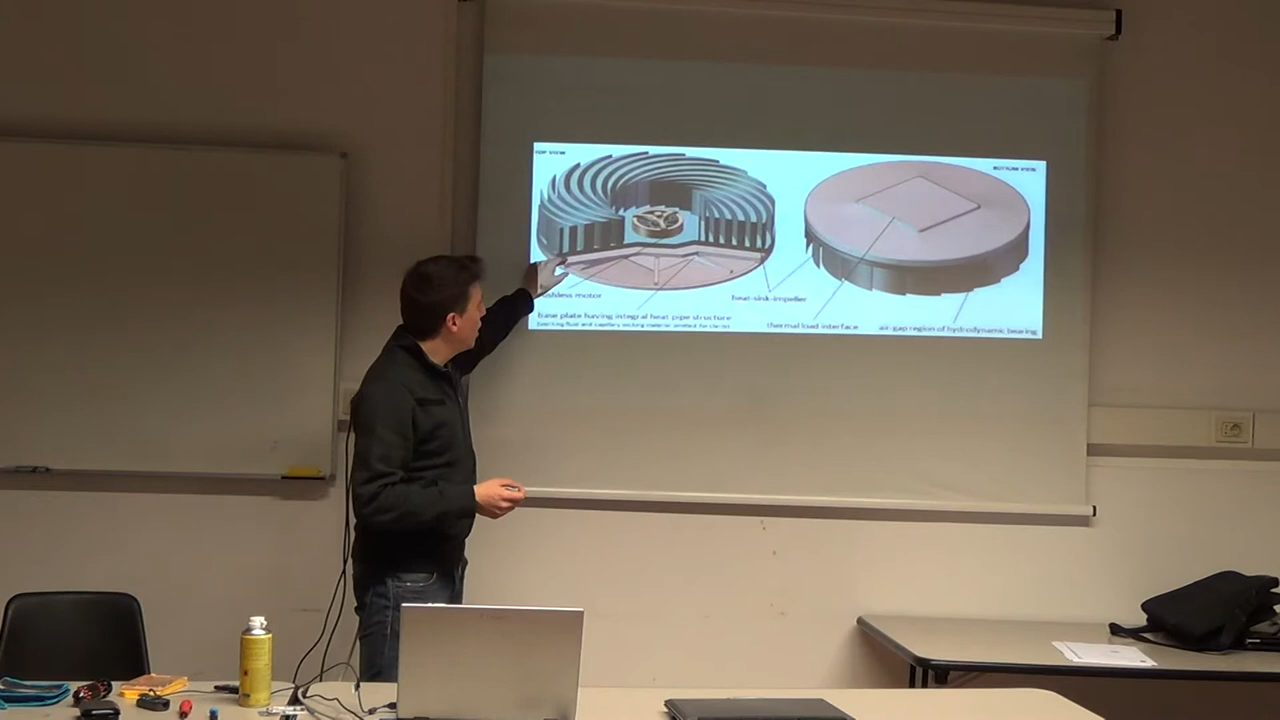 TOP VIEW
BOTTOM VIEW
ushless motor
heat-sink-impeller
base plate having integral heat pipe structure
thermal load interface
air-gap region of hydrodynamic bearing